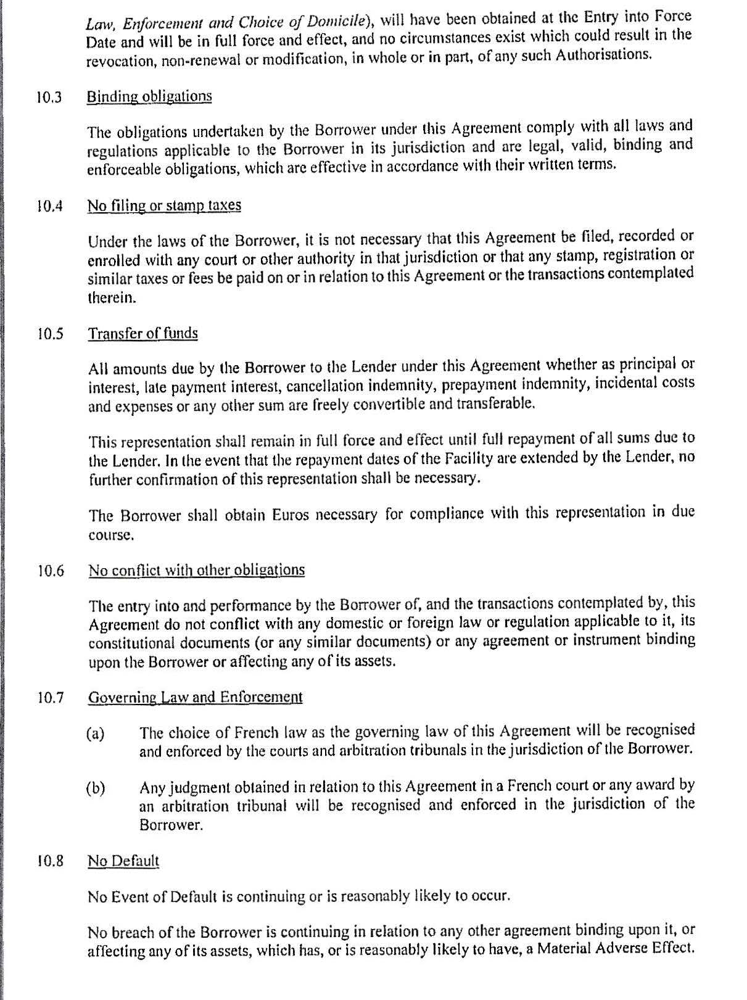 Law, Enforcement and Choice of Domicile), will have been obtained at the Entry into Force
Date and will be in full force and effect, and no circumstances exist which could result in the
revocation, non-renewal or modification, in whole or in part, of any such Authorisations.
10.3 Binding obligations
The obligations undertaken by the Borrower under this Agreement comply with all laws and
regulations applicable to the Borrower in its jurisdiction and are legal, valid, binding and
enforceable obligations, which are effective in accordance with their written terms.
10.4 No filing or stamp taxes
Under the laws of the Borrower, it is not necessary that this Agreement be filed, recorded or
enrolled with any court or other authority in that jurisdiction or that any stamp, registration or
similar taxes or fees be paid on or in relation to this Agreement or the transactions contemplated
therein.
10.5 Transfer of funds
All amounts due by the Borrower to the Lender under this Agreement whether as principal or
interest, late payment interest, cancellation indemnity, prepayment indemnity, incidental costs
and expenses or any other sum are freely convertible and transferable.
This representation shall remain in full force and effect until full repayment of all sums due to
the Lender. In the event that the repayment dates of the Facility are extended by the Lender, no
further confirmation of this representation shall be necessary.
The Borrower shall obtain Euros necessary for compliance with this representation in due
course.
10.6 No conflict with other obligations
The entry into and performance by the Borrower of, and the transactions contemplated by, this
Agreement do not conflict with any domestic or foreign law or regulation applicable to it, its
constitutional documents (or any similar documents) or any agreement or instrument binding
upon the Borrower or affecting any of its assets.
10.7 Governing Law and Enforcement
(a) The choice of French law as the governing law of this Agreement will be recognised
and enforced by the courts and arbitration tribunals in the jurisdiction of the Borrower.
(b) Any judgment obtained in relation to this Agreement in a French court or any award by
an arbitration tribunal will be recognised and enforced in the jurisdiction of the
Borrower.
10.8 No Default
No Event of Default is continuing or is reasonably likely to occur.
No breach of the Borrower is continuing in relation to any other agreement binding upon it, or
affecting any of its assets, which has, or is reasonably likely to have, a Material Adverse Effect.